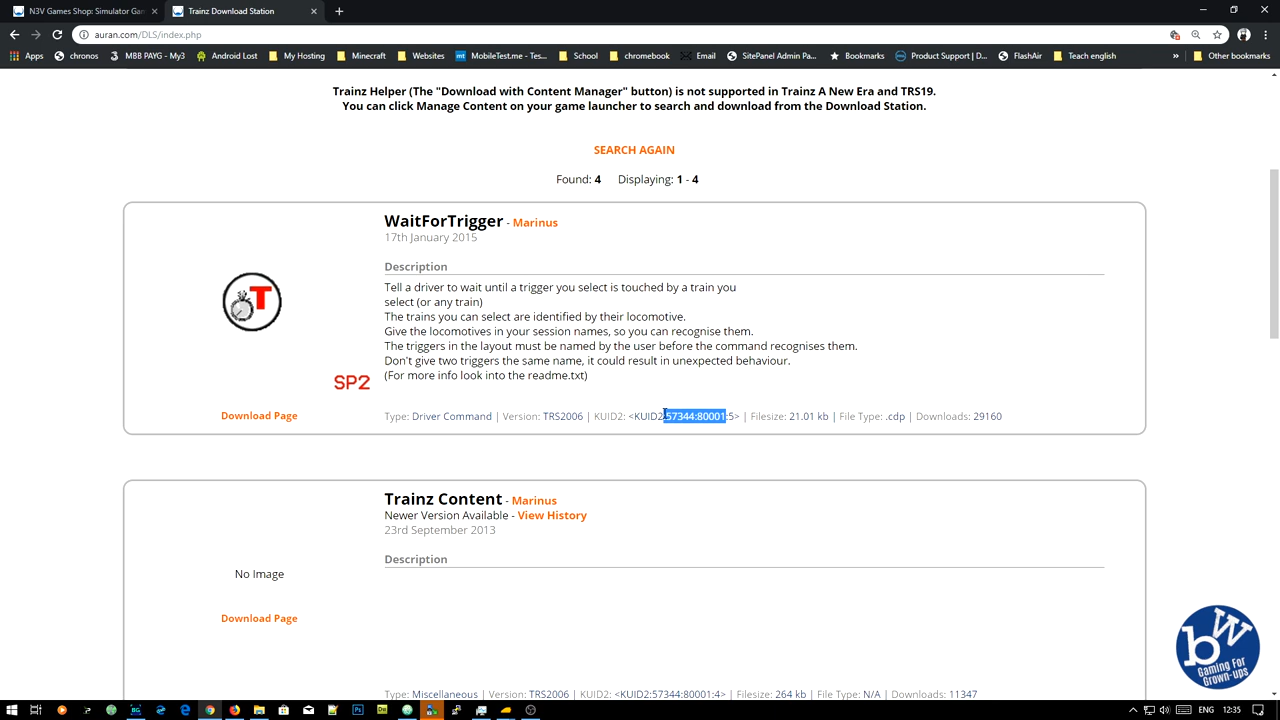 N3V Games Shop: Simulator Gam
Trainz Download Station
auran.com/DLS/index.php
Apps
chronos
M8B PAYG - My3
Android Lost
My Hosting
Minecraft
Websites
mt MobileTest.me - Tes...
School
chromebook
Email
SitePanel Admin Pa...
Bookmarks
Product Support | D...
FlashAir
Teach english
»
Other bookmarks
Trainz Helper (The "Download with Content Manager" button) is not supported in Trainz A New Era and TRS19.
You can click Manage Content on your game launcher to search and download from the Download Station.
SEARCH AGAIN
Found: 4 Displaying: 1 - 4
WaitForTrigger - Marinus
17th January 2015
Description
Tell a driver to wait until a trigger you select is touched by a train you
select (or any train)
The trains you can select are identified by their locomotive.
Give the locomotives in your session names, so you can recognise them.
The triggers in the layout must be named by the user before the command recognises them.
Don't give two triggers the same name, it could result in unexpected behaviour.
(For more info look into the readme.txt)
T
SP2
Download Page
Type: Driver Command | Version: TRS2006 | KUID2: <KUID2:57344:80001:5> | Filesize: 21.01 kb | File Type: .cdp | Downloads: 29160
Trainz Content - Marinus
Newer Version Available - View History
23rd September 2013
Description
No Image
Download Page
Type: Miscellaneous | Version: TRS2006 | KUID2: <KUID2:57344:80001:4> | Filesize: 264 kb | File Type: N/A | Downloads: 11347
bW
Gaming For
Grown-ups
ENG
12:35